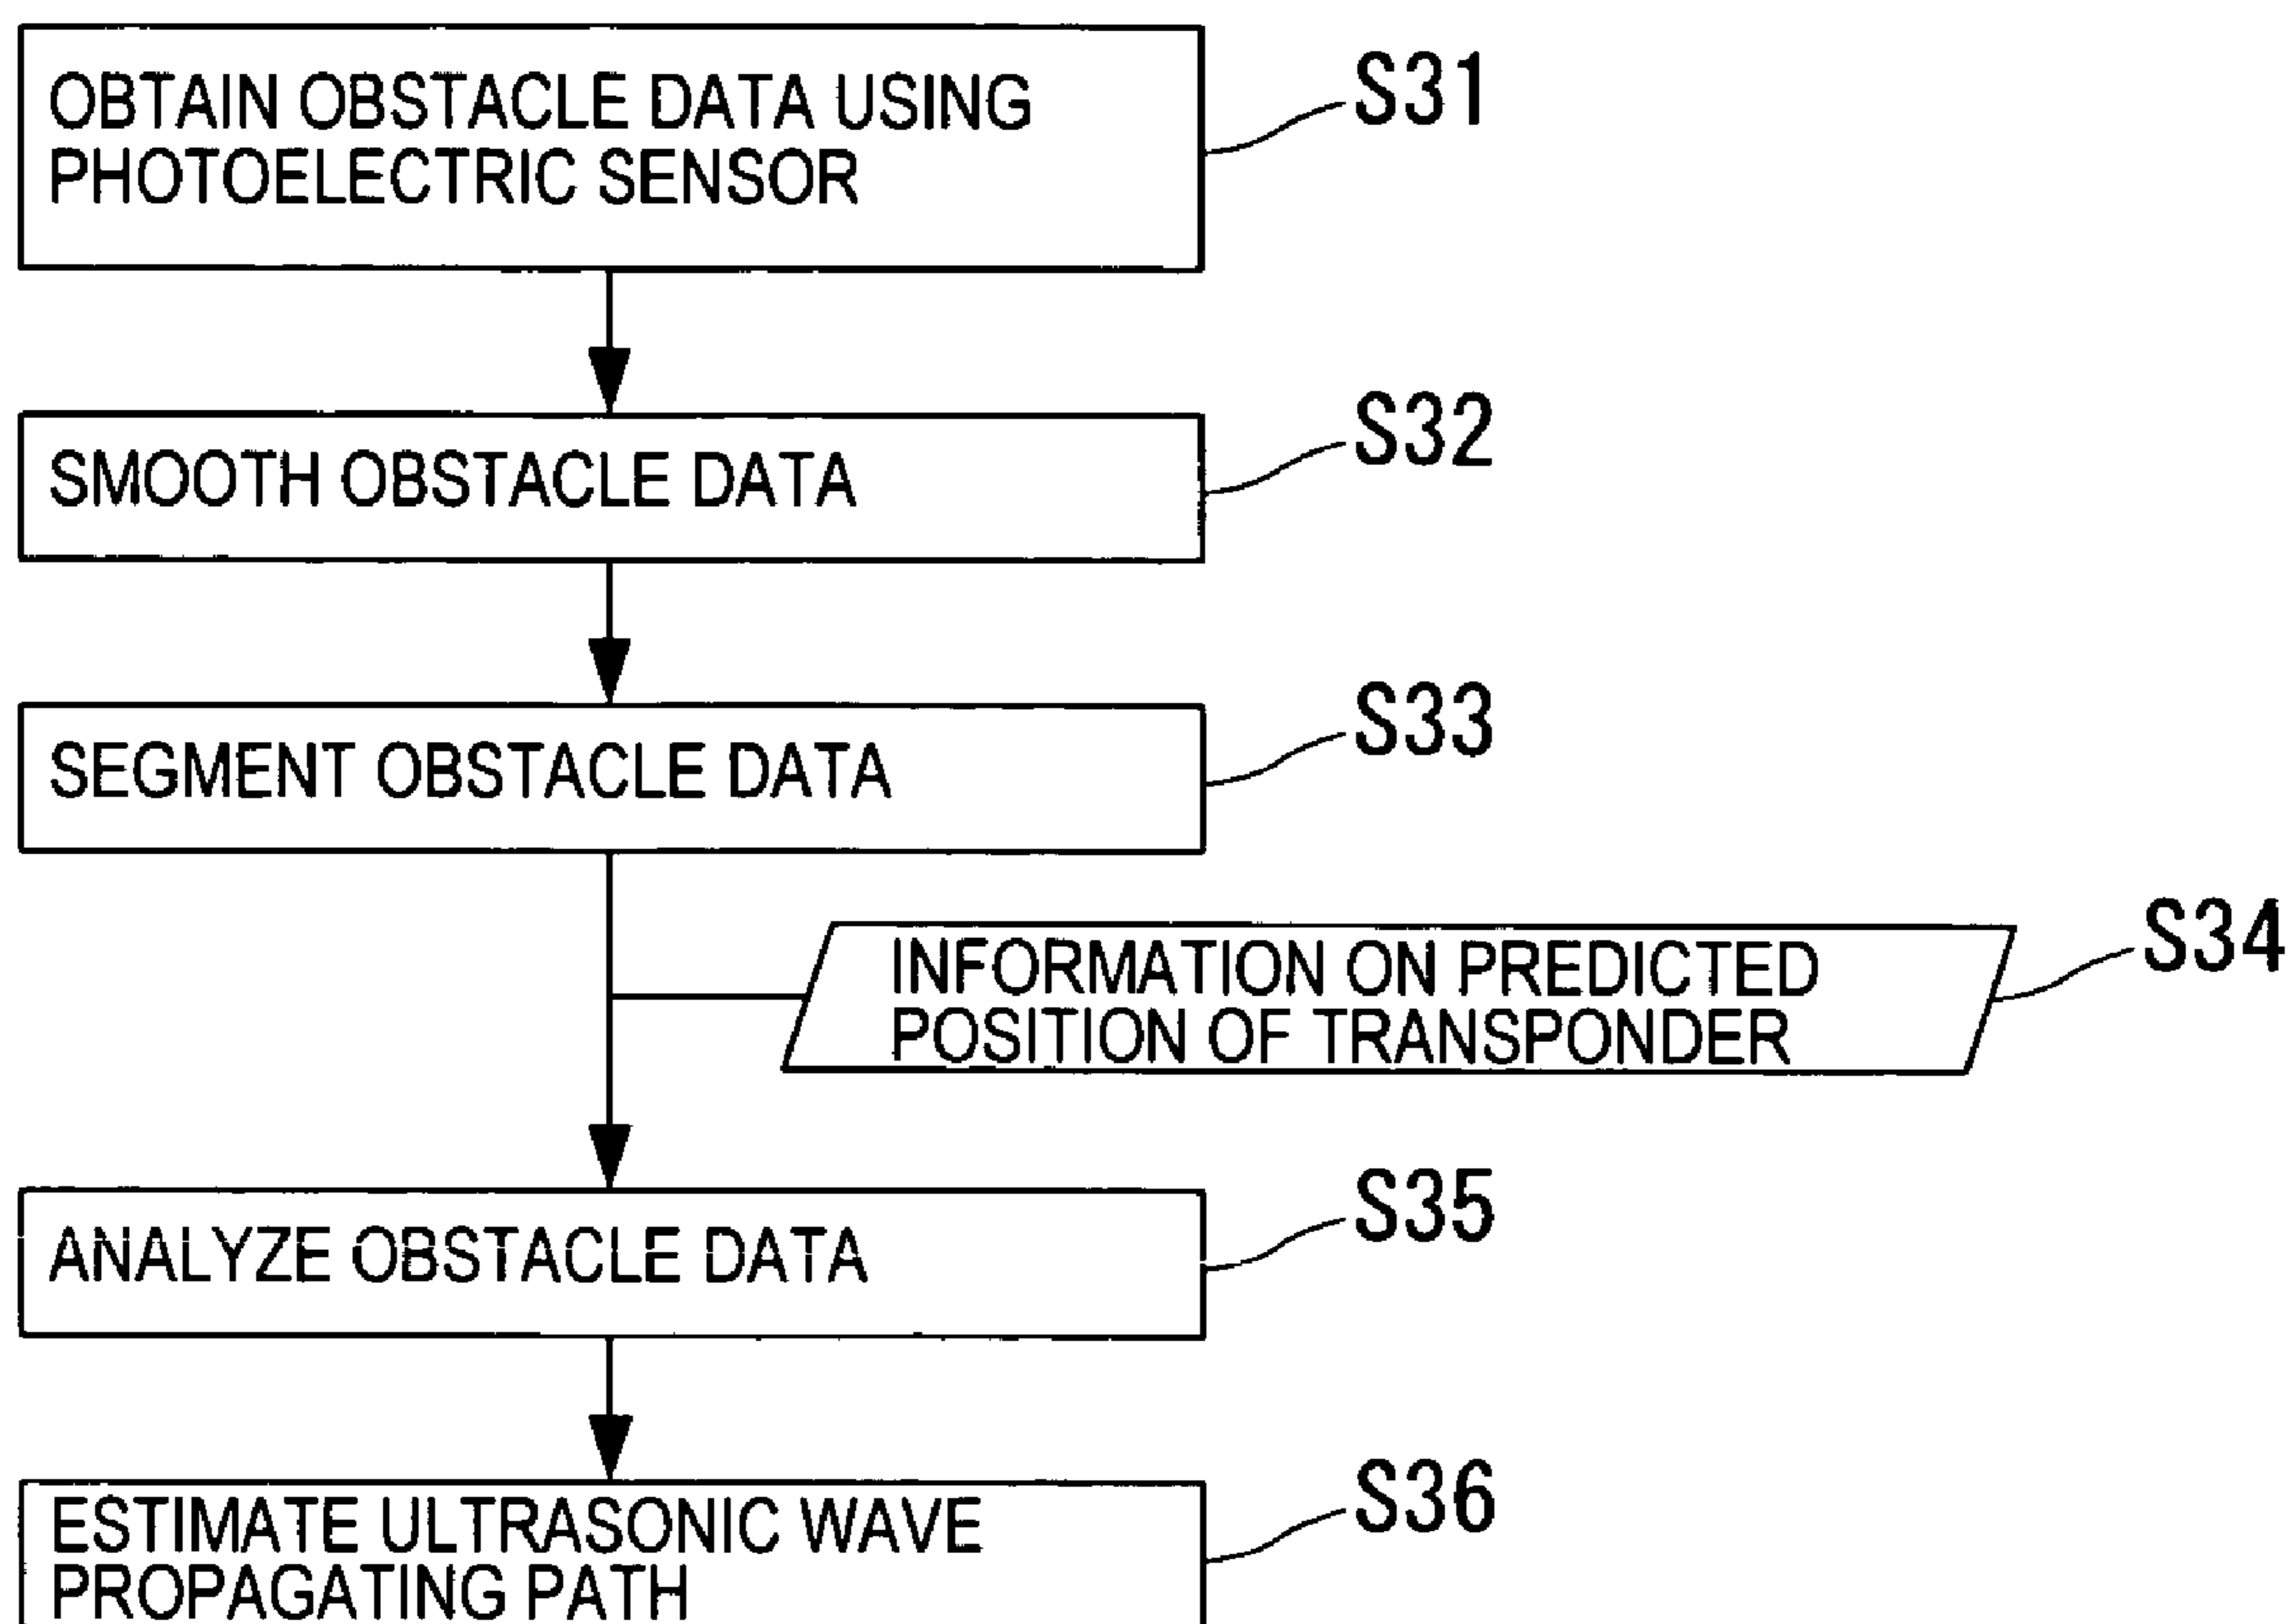 OBTAIN OBSTACLE DATA USING
PHOTOELECTRIC SENSOR
S31
SMOOTH OBSTACLE DATA
S32
SEGMENT OBSTACLE DATA
S33
INFORMATION ON PREDICTED
POSITION OF TRANSPONDER
S34
ANALYZE OBSTACLE DATA
S35
ESTIMATE ULTRASONIC WAVE
PROPAGATING PATH
S36